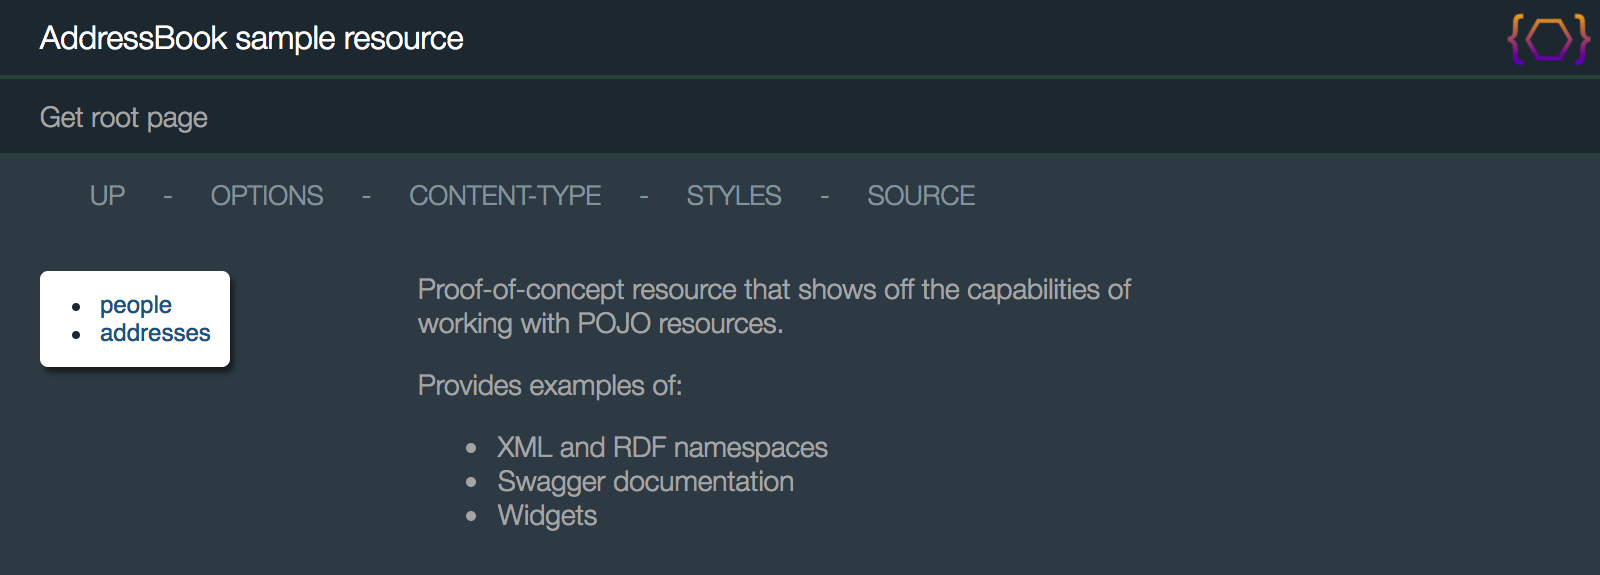 AddressBook sample resource
Get root page
UP - OPTIONS - CONTENT-TYPE - STYLES - SOURCE
• people
• addresses
Proof-of-concept resource that shows off the capabilities of
working with POJO resources.
Provides examples of:
• XML and RDF namespaces
• Swagger documentation
• Widgets